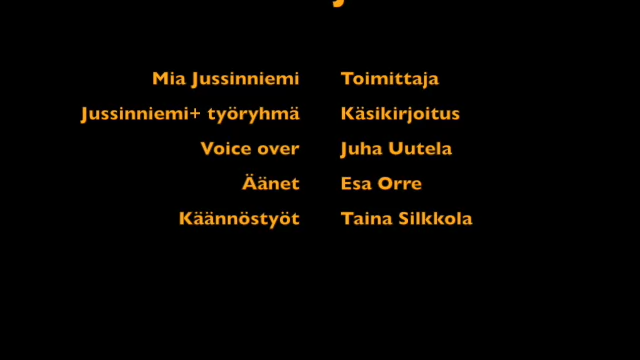 Mia Jussinniemi Toimittaja
Jussinniemi+ työryhmä Käsikirjoitus
Voice over Juha Uutela
Äänet Esa Orre
Käännöstyöt Taina Silkkola